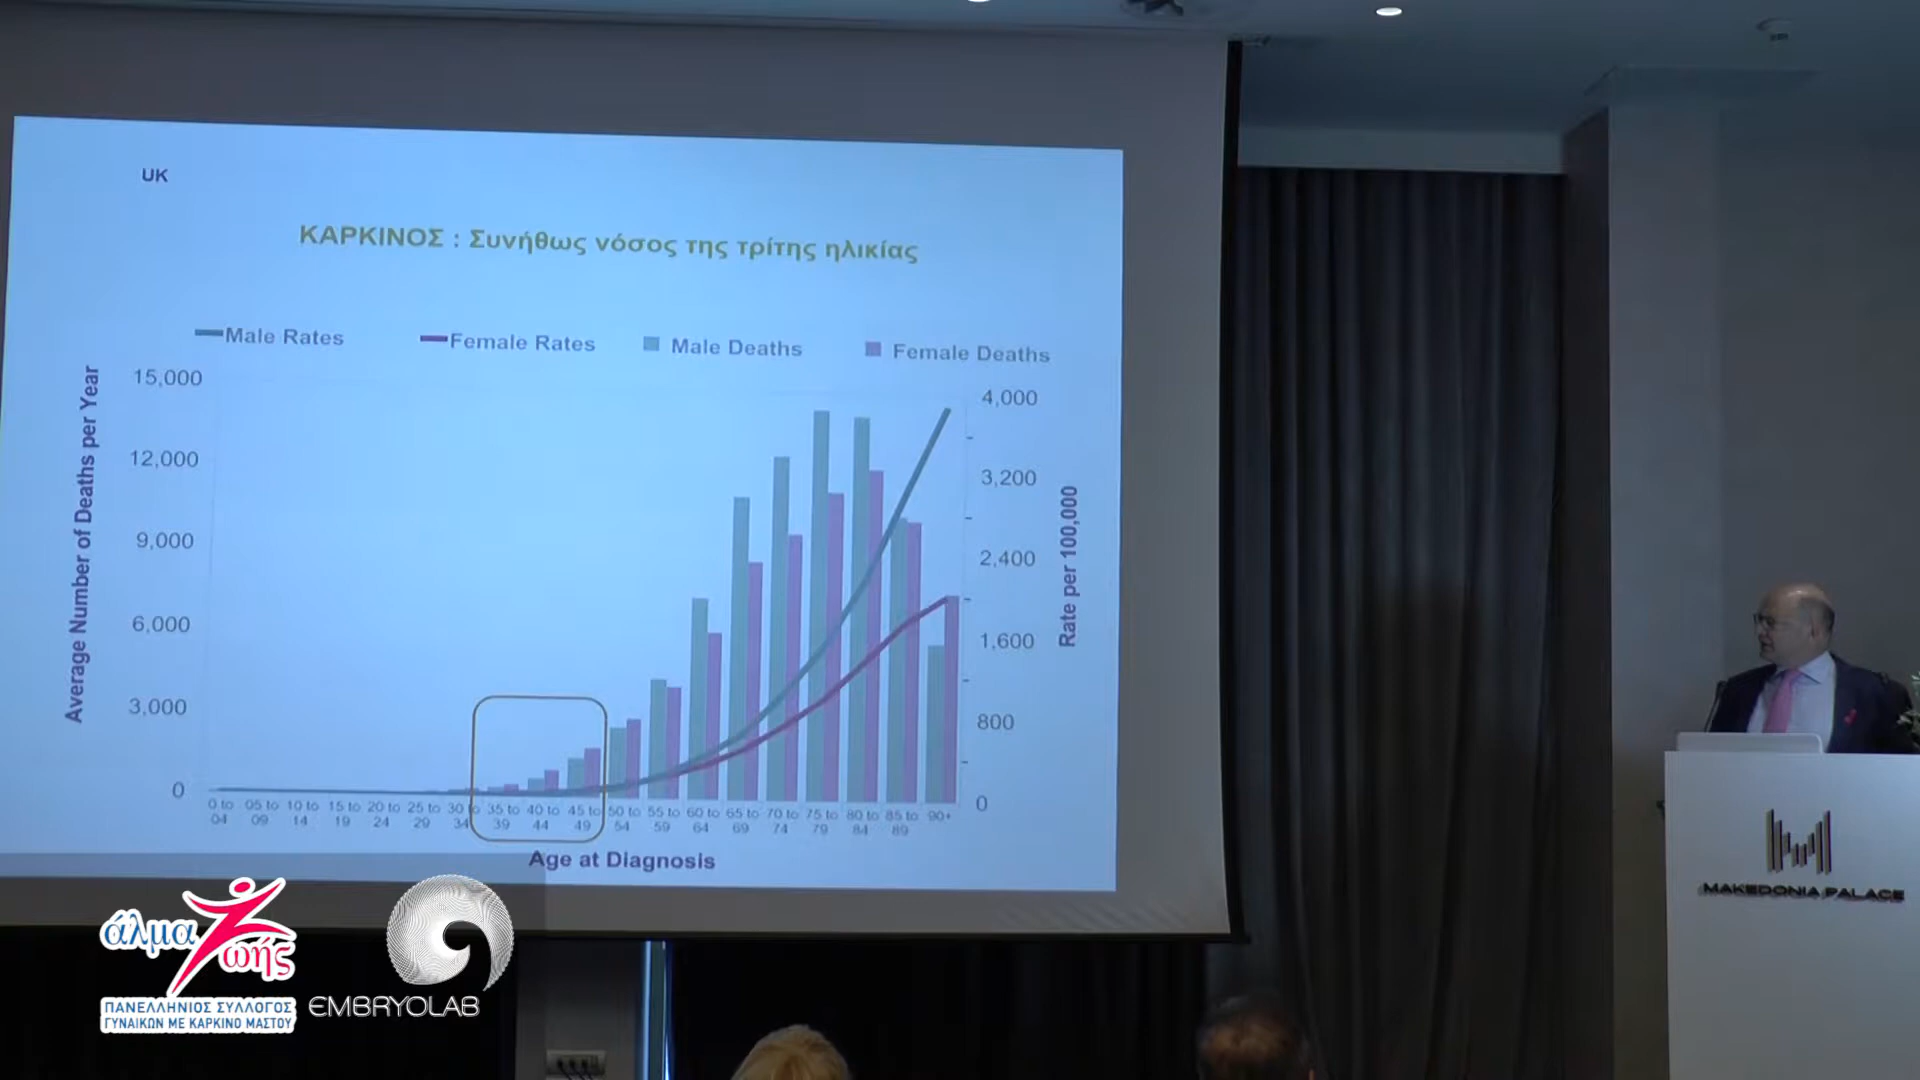 UK
ΚΑΡΚΙΝΟΣ : Συνήθως νόσος της τρίτης ηλικίας
Male Rates Female Rates Male Deaths Female Deaths
Average Number of Deaths per Year
15,000
12,000
9,000
6,000
3,000
0
4,000
3,200
2,400
1,600
800
0
Rate per 100,000
0 to 05 to 10 to 15 to 20 to 25 to 30 to 35 to 40 to 45 to 50 to 55 to 60 to 65 to 70 to 75 to 80 to 85 to 90+
04 09 14 19 24 29 34 39 44 49 54 59 64 69 74 79 84 89
Age at Diagnosis
άλμα
Ζωής
ΠΑΝΕΛΛΗΝΙΟΣ ΣΥΛΛΟΓΟΣ
ΓΥΝΑΙΚΩΝ ΜΕ ΚΑΡΚΙΝΟ ΜΑΣΤΟΥ
EMBRYOLAB
MAKEDONIA PALACE